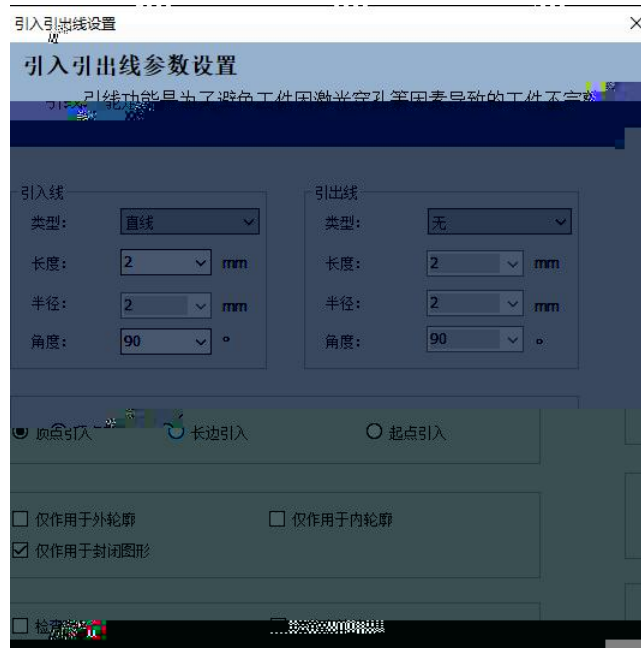 引入引出线设置
引入引出线参数设置
引线功能是为了避免工件因激光穿孔等因素导致的工件不完整
引入线
引出线
类型: 直线
类型: 无
长度: 2 mm
长度: 2 mm
半径: 2 mm
半径: 2 mm
角度: 90 °
角度: 90 °
顶点引入 长边引入 起点引入
仅作用于外轮廓 仅作用于内轮廓
仅作用于封闭图形
检查